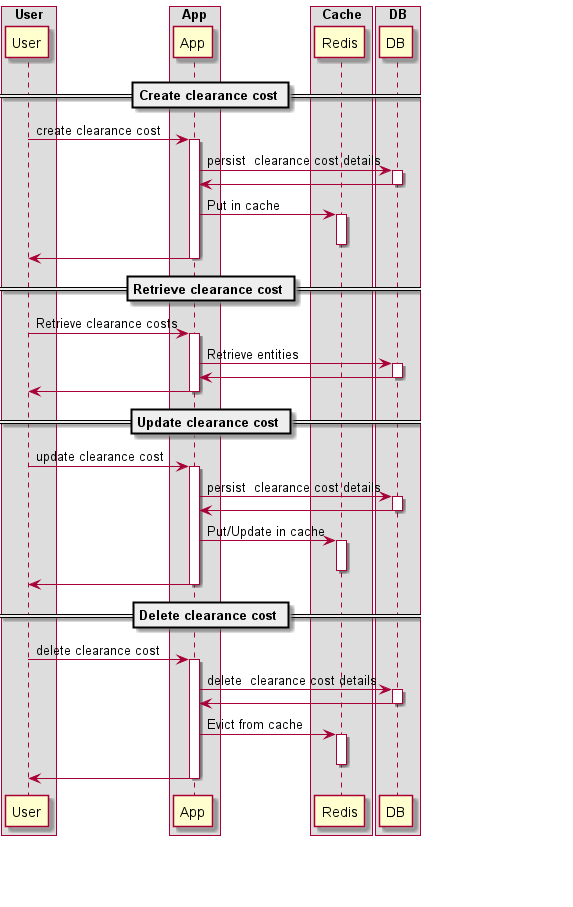 User App Cache DB
User App Redis DB
Create clearance cost
create clearance cost
persist  clearance cost details
Put in cache
Retrieve clearance cost
Retrieve clearance costs
Retrieve entities
Update clearance cost
update clearance cost
persist  clearance cost details
Put/Update in cache
Delete clearance cost
delete clearance cost
delete  clearance cost details
Evict from cache
User App Redis DB